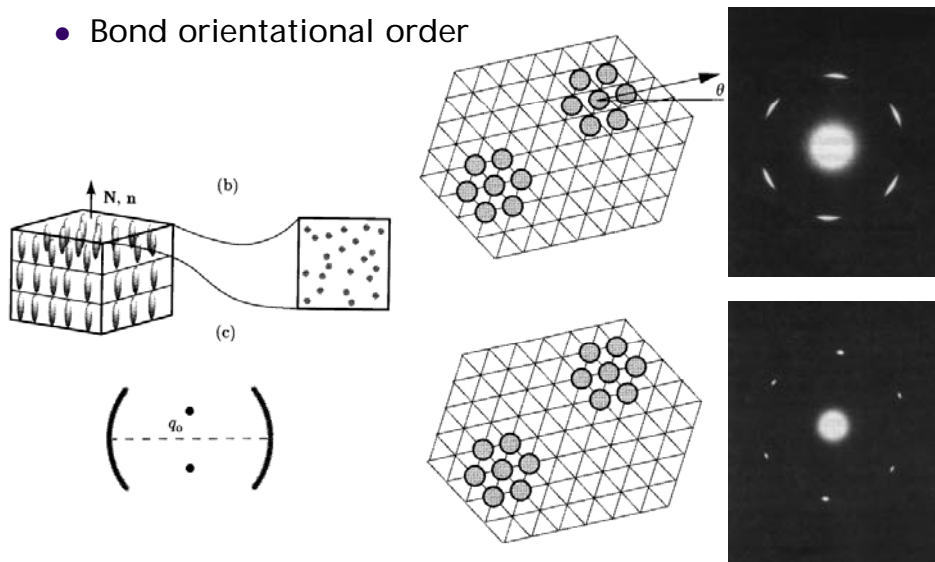 • Bond orientational order
θ
(b)
N, n
(c)
q₀